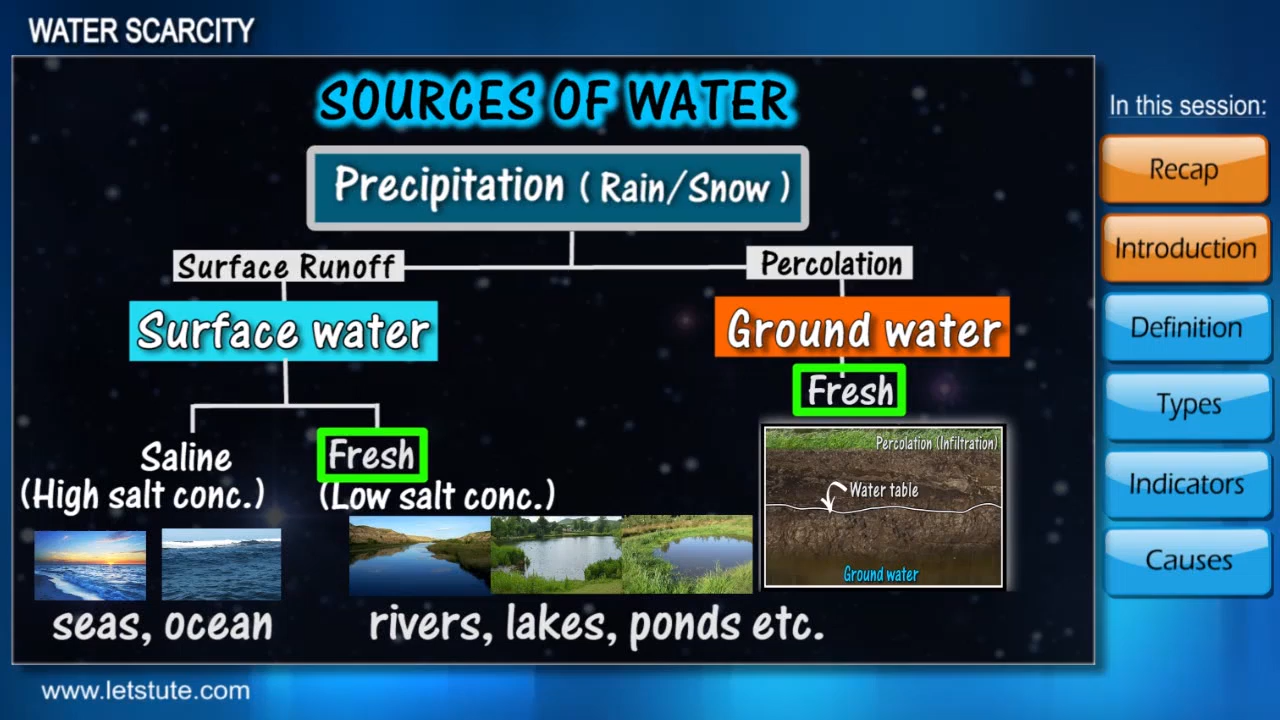 WATER SCARCITY
SOURCES OF WATER
Precipitation ( Rain/Snow )
Surface Runoff
Percolation
Surface water
Ground water
Fresh
Saline
(High salt conc.)
Fresh
(Low salt conc.)
Percolation (Infiltration)
Water table
Ground water
seas, ocean
rivers, lakes, ponds etc.
In this session:
Recap
Introduction
Definition
Types
Indicators
Causes
www.letstute.com